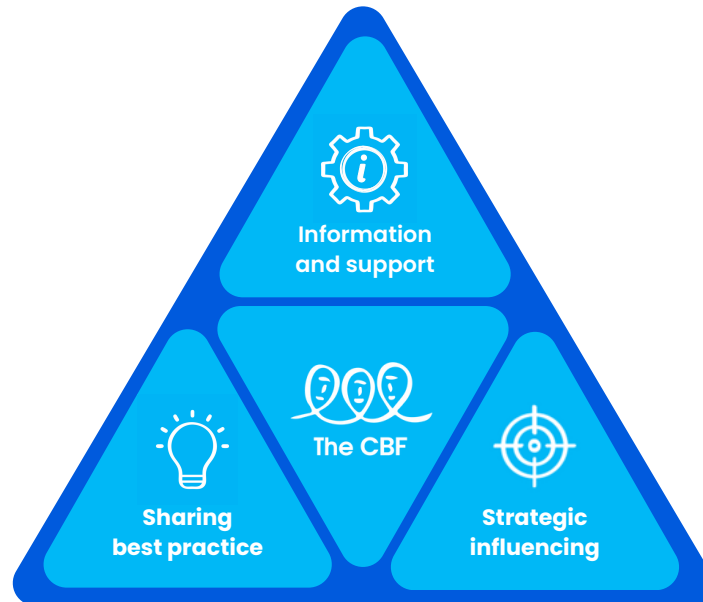 i
Information
and support
The CBF
Sharing
best practice
Strategic
influencing